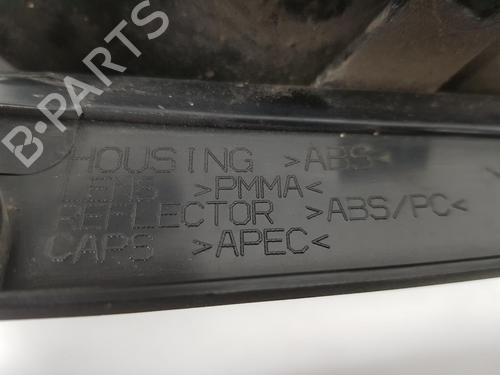 B-PARTS
HOUSING >ABS<
LENS >PMMA<
REFLECTOR >ABS/PC<
CAPS >APEC<